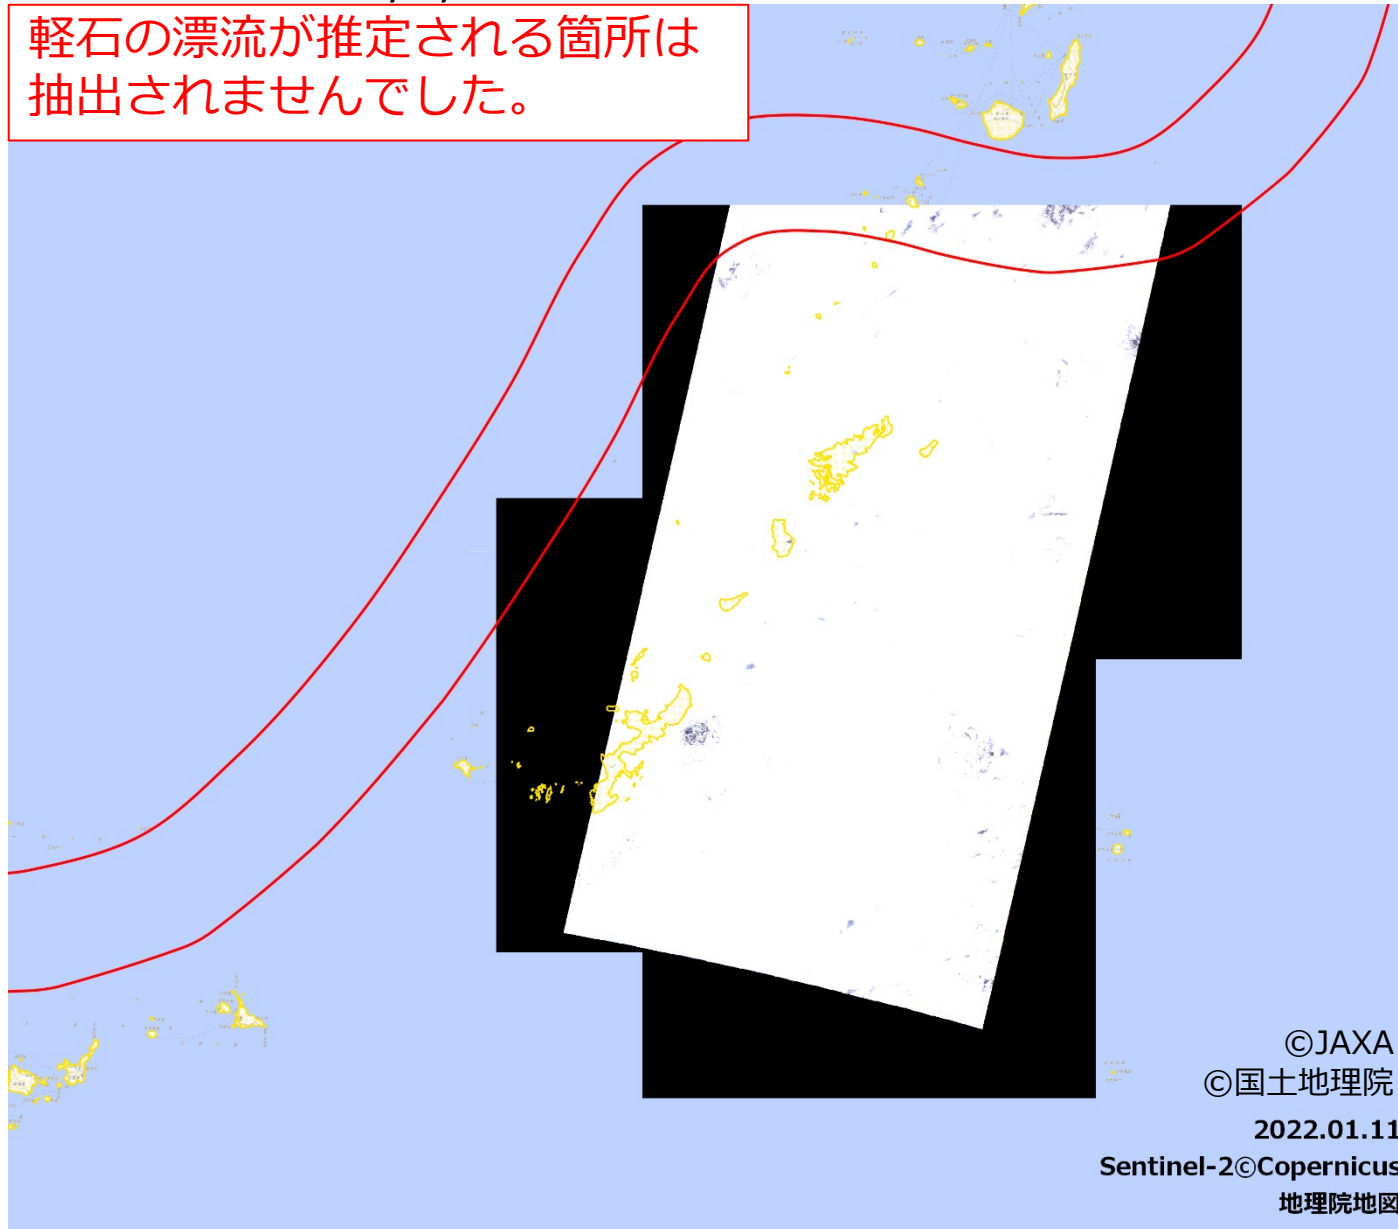 軽石の漂流が推定される箇所は
抽出されませんでした。
©JAXA
©国土地理院
2022.01.11
Sentinel-2©Copernicus
地理院地図